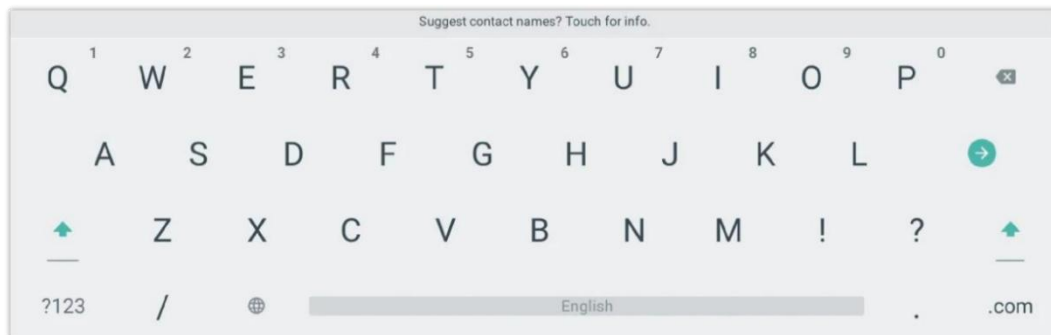 Suggest contact names? Touch for info.
1 2 3 4 5 6 7 8 9 0
Q W E R T Y U I O P
A S D F G H J K L
Z X C V B N M ! ?
?123 / English . .com